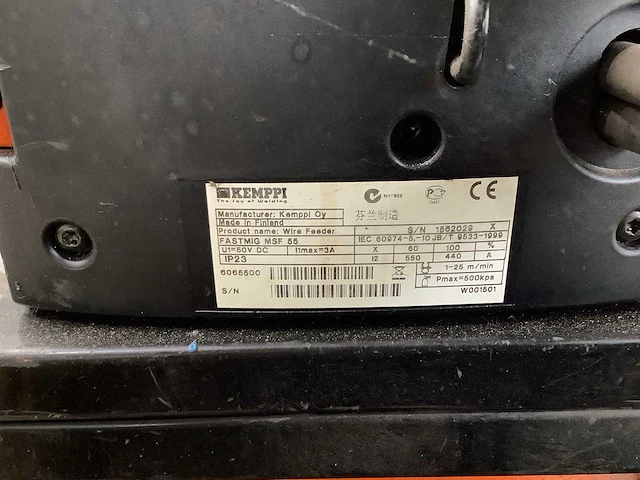 KEMPPI
The Joy of Welding
N17908
CE
Manufacturer: Kemppi Oy
芬兰制造
Made in Finland
Product name: Wire Feeder
S/N 1562029 X
FASTMIG MSF 55
IEC 60974-5,-10 JB/T 9533-1999
U1=50V DC I1max=3A X 60 100 %
IP23 I2 550 440 A
6065500
1-25 m/min
Pmax=500kpa
S/N
W001501